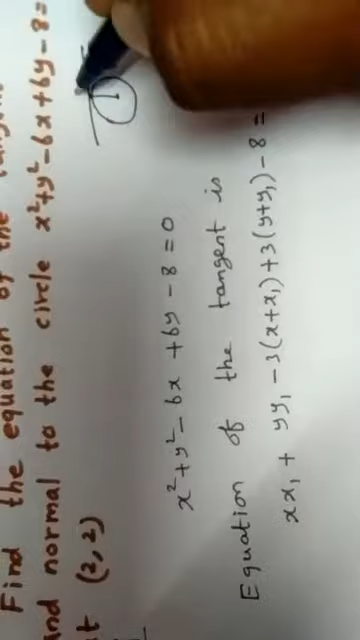 Find the equation of the
and normal to the circle x²+y²-6x+6y-8=
at (2,2)
①
x²+y²-6x+6y-8=0
Equation of the tangent is
xx₁ + yy₁ -3(x+x₁)+3(y+y₁)-8=